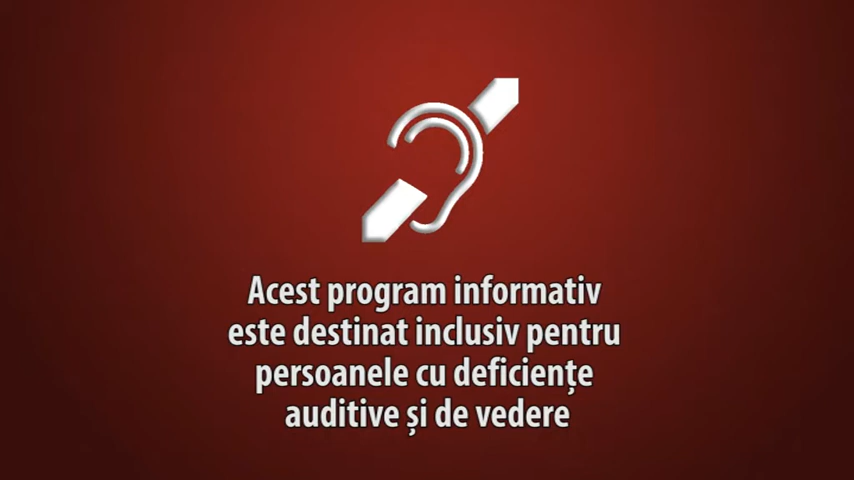 Acest program informativ
este destinat inclusiv pentru
persoanele cu deficiențe
auditive și de vedere